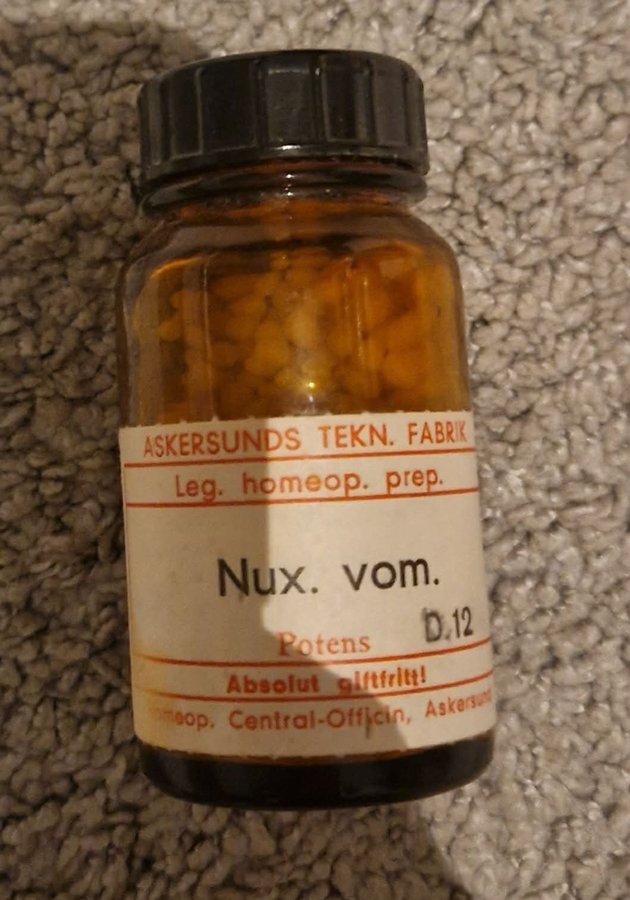 ASKERSUNDS TEKN. FABRIK
Leg. homeop. prep.
Nux. vom.
Potens D.12
Absolut giftfritt!
Central-Officin,